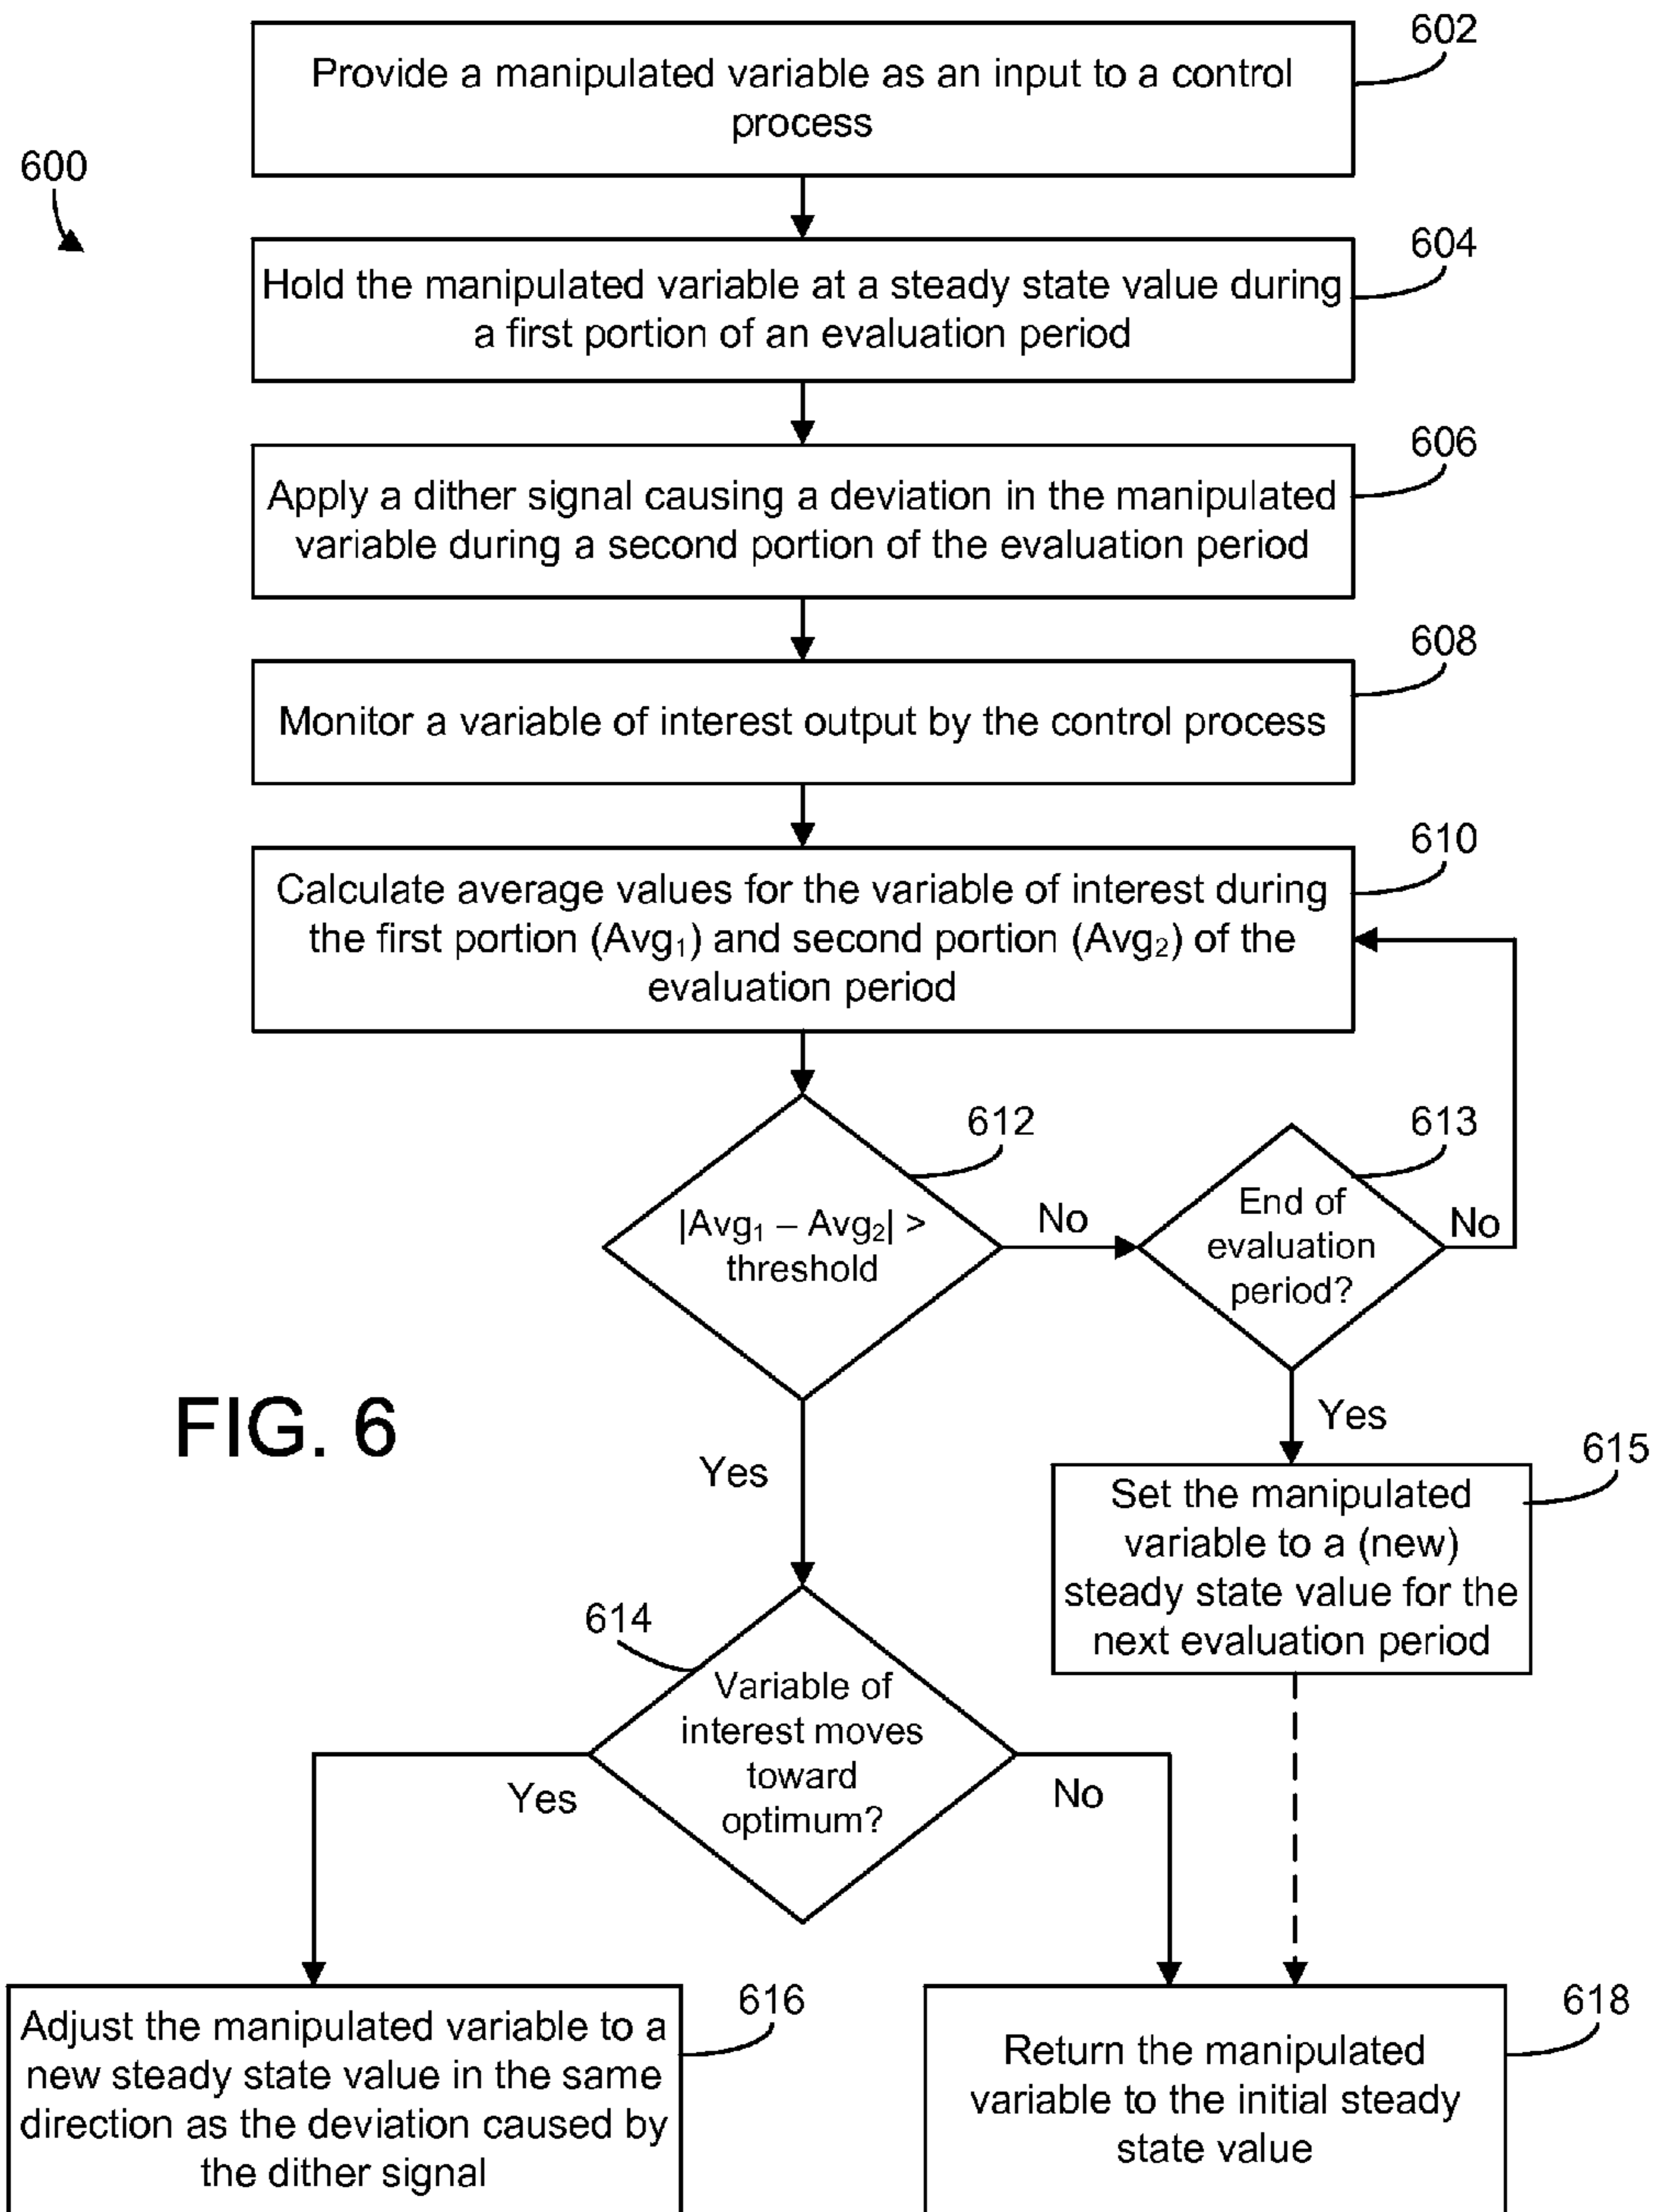 602
Provide a manipulated variable as an input to a control
process
600
604
Hold the manipulated variable at a steady state value during
a first portion of an evaluation period
606
Apply a dither signal causing a deviation in the manipulated
variable during a second portion of the evaluation period
608
Monitor a variable of interest output by the control process
610
Calculate average values for the variable of interest during
the first portion (Avg₁) and second portion (Avg₂) of the
evaluation period
612
|Avg₁ – Avg₂| >
threshold
No
613
End of
evaluation
period?
No
Yes
FIG. 6
Yes
615
Set the manipulated
variable to a (new)
steady state value for the
next evaluation period
614
Variable of
interest moves
toward
optimum?
Yes
No
616
Adjust the manipulated variable to a
new steady state value in the same
direction as the deviation caused by
the dither signal
618
Return the manipulated
variable to the initial steady
state value